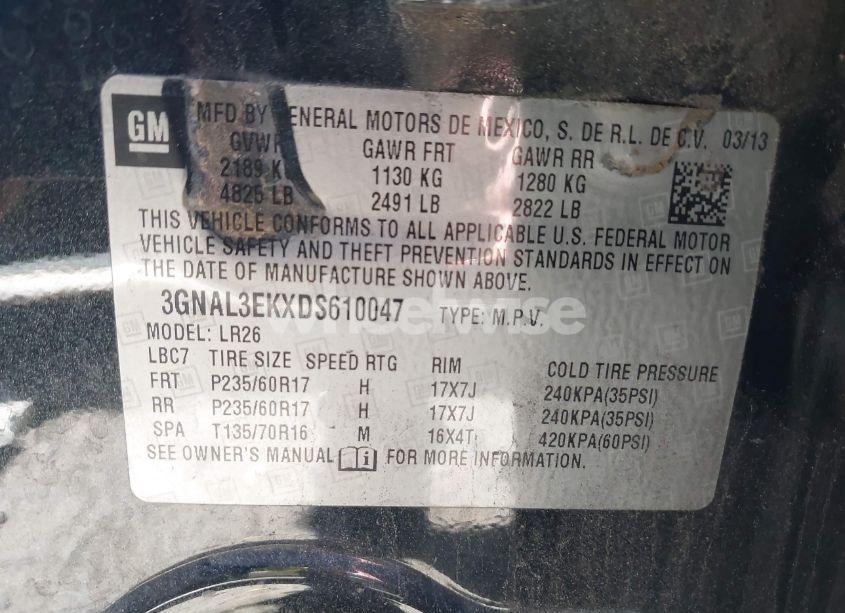 GM
MFD BY GENERAL MOTORS DE MEXICO, S. DE R.L. DE C.V. 03/13
GVWR GAWR FRT GAWR RR
2189 KG 1130 KG 1280 KG
4825 LB 2491 LB 2822 LB
THIS VEHICLE CONFORMS TO ALL APPLICABLE U.S. FEDERAL MOTOR
VEHICLE SAFETY AND THEFT PREVENTION STANDARDS IN EFFECT ON
THE DATE OF MANUFACTURE SHOWN ABOVE.
3GNAL3EKXDS610047 TYPE: M.P.V.
MODEL: LR26
LBC7 TIRE SIZE SPEED RTG RIM COLD TIRE PRESSURE
FRT P235/60R17 H 17X7J 240KPA(35PSI)
RR P235/60R17 H 17X7J 240KPA(35PSI)
SPA T135/70R16 M 16X4T 420KPA(60PSI)
SEE OWNER'S MANUAL FOR MORE INFORMATION.